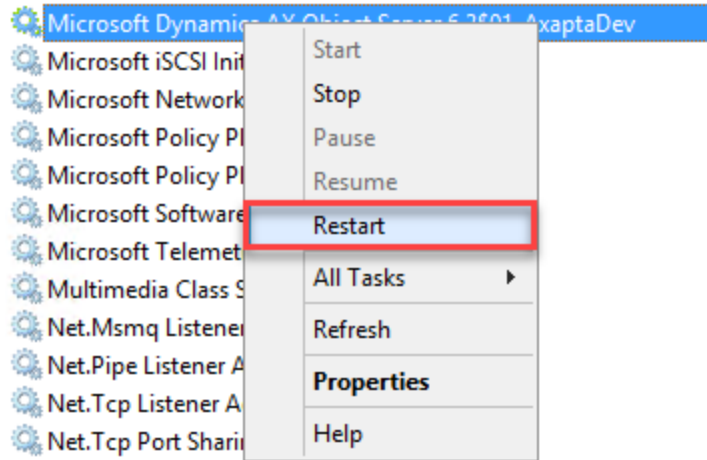 Microsoft Dynamics AX Object Server 6.3$01-AxaptaDev
Microsoft iSCSI Init
Microsoft Network
Microsoft Policy Pl
Microsoft Policy Pl
Microsoft Software
Microsoft Telemet
Multimedia Class S
Net.Msmq Listener
Net.Pipe Listener A
Net.Tcp Listener A
Net.Tcp Port Shari
Start
Stop
Pause
Resume
Restart
All Tasks
Refresh
Properties
Help